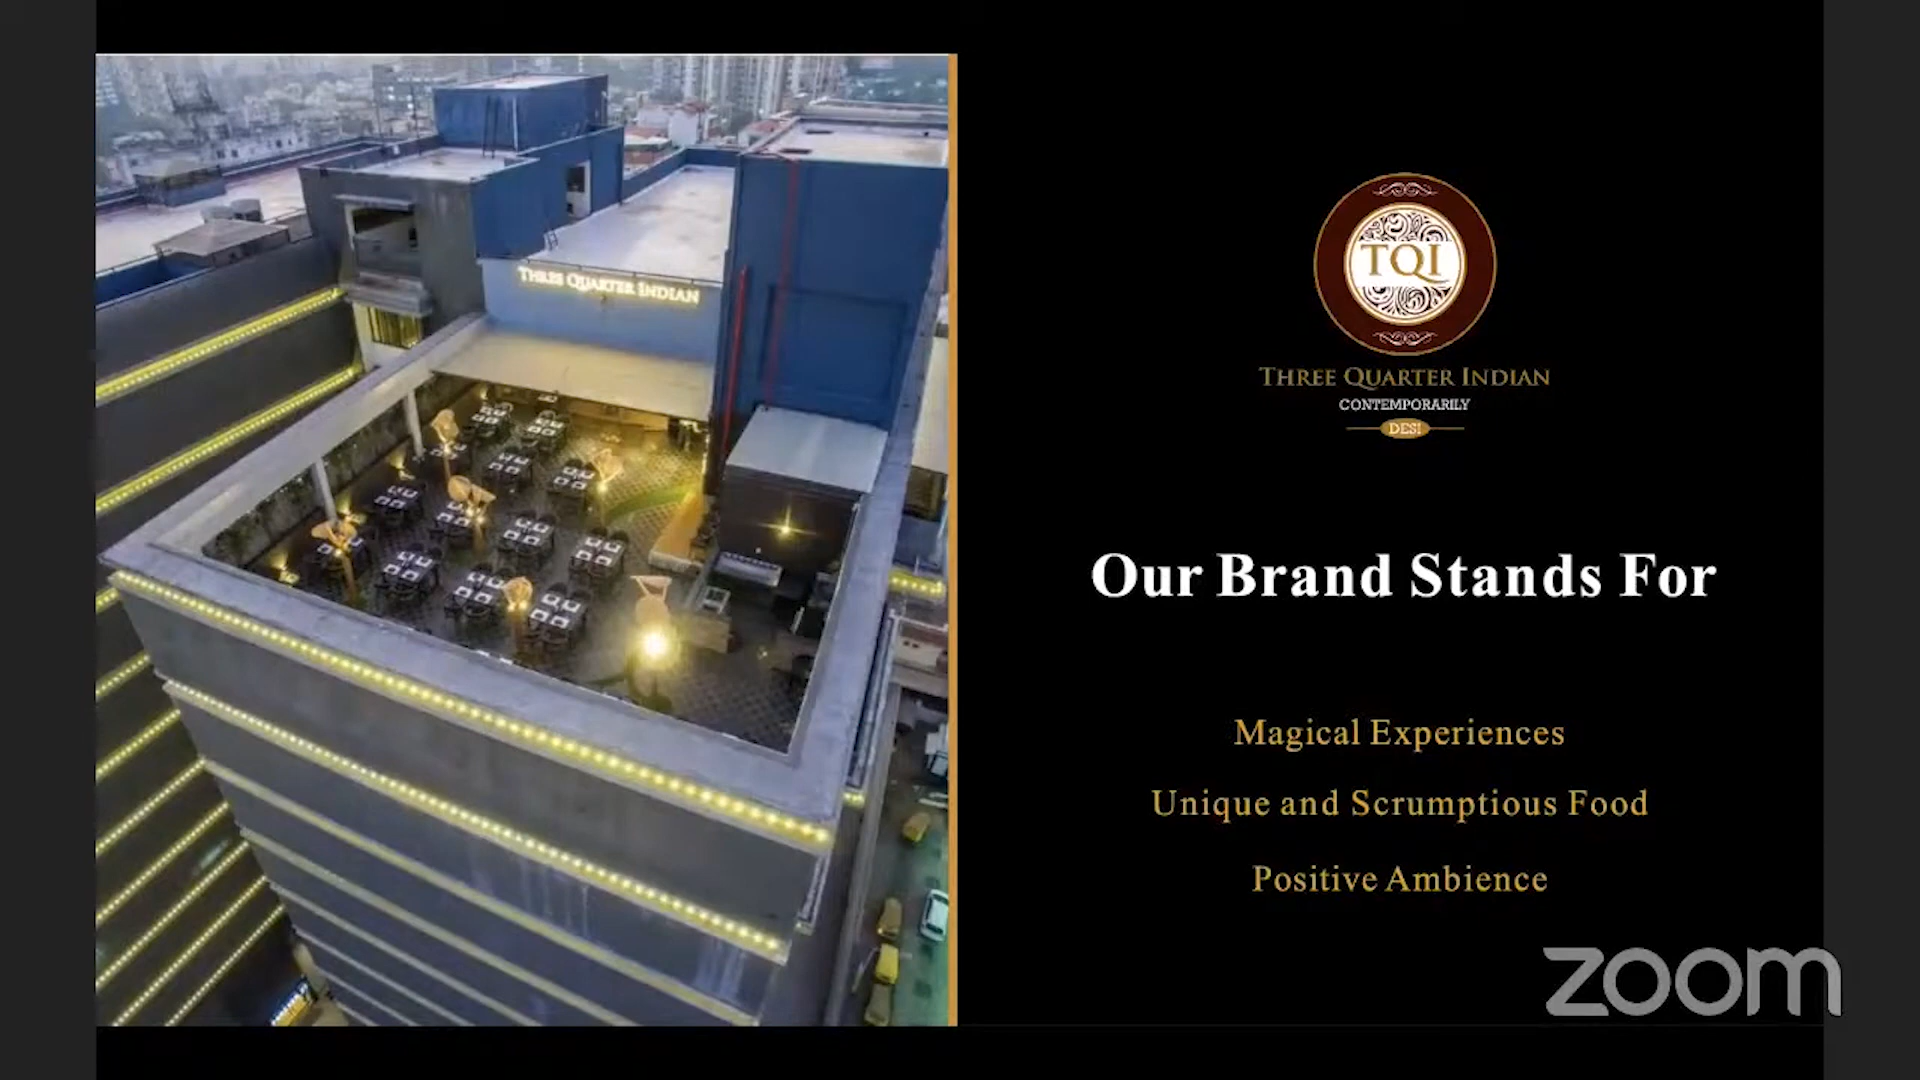 THREE QUARTER INDIAN
TQI
THREE QUARTER INDIAN
CONTEMPORARILY
DESI
Our Brand Stands For
Magical Experiences
Unique and Scrumptious Food
Positive Ambience
zoom